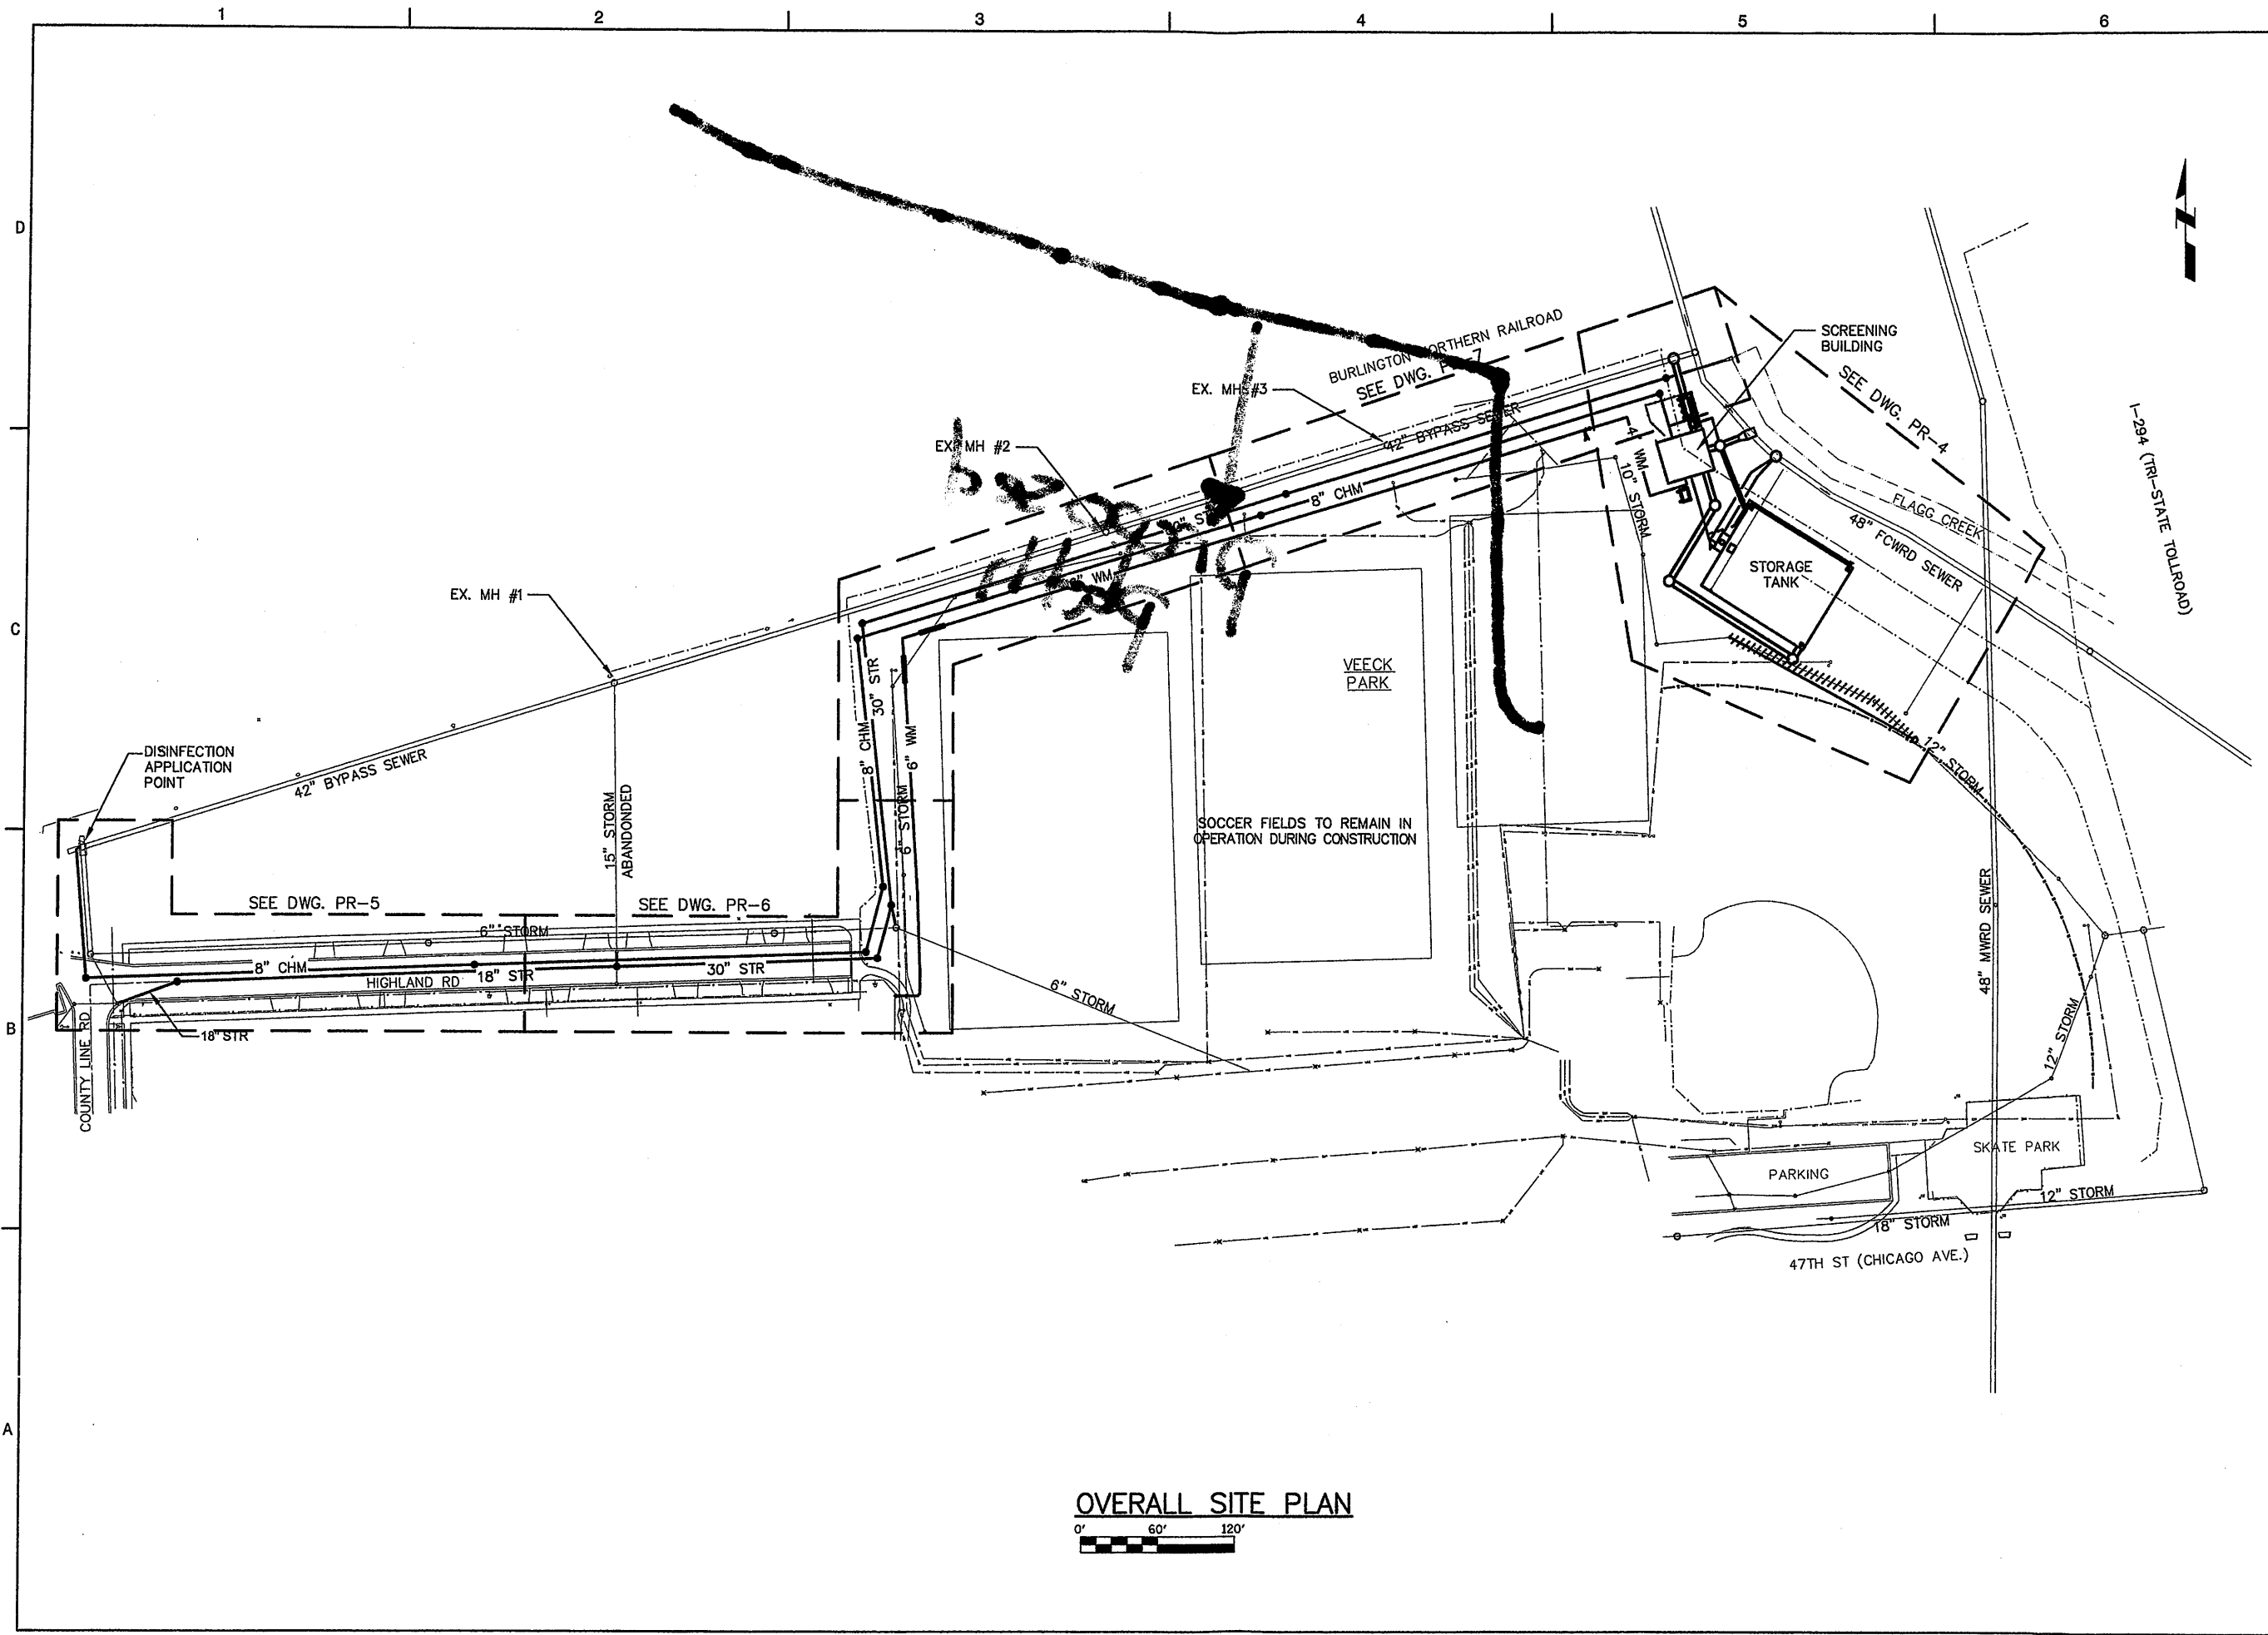 1 2 3 4 5 6
D
C
B
A
BURLINGTON NORTHERN RAILROAD
SEE DWG.
SCREENING
BUILDING
SEE DWG. PR-4
I-294 (TRI-STATE TOLLROAD)
EX. MH #3
EX. MH #2
EX. MH #1
42" BYPASS SEWER
4" WM
10" STORM
8" CHM
FLAGG CREEK
48" FCWRD SEWER
STORAGE
TANK
WM
VEECK
PARK
30" STR
8" CHM
6" WM
6" STORM
DISINFECTION
APPLICATION
POINT
42" BYPASS SEWER
15" STORM
ABANDONDED
12" STORM
SOCCER FIELDS TO REMAIN IN
OPERATION DURING CONSTRUCTION
48" MWRD SEWER
SEE DWG. PR-5
SEE DWG. PR-6
6" STORM
8" CHM
18" STR
30" STR
HIGHLAND RD
6" STORM
18" STR
COUNTY LINE RD
12" STORM
SKATE PARK
PARKING
12" STORM
18" STORM
47TH ST (CHICAGO AVE.)
OVERALL SITE PLAN
0' 60' 120'